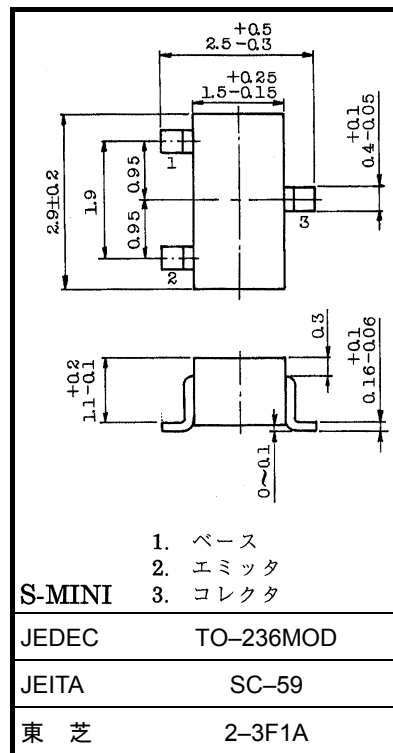 +0.5
2.5-0.3
+0.25
1.5-0.15
2.9±0.2
1.9
0.95
0.95
1
2
3
+0.1
0.4-0.05
+0.2
1.1-0.1
0.3
+0.1
0.16-0.06
0~0.1
1. ベース
2. エミッタ
3. コレクタ
S-MINI
JEDEC TO–236MOD
JEITA SC–59
東 芝 2–3F1A